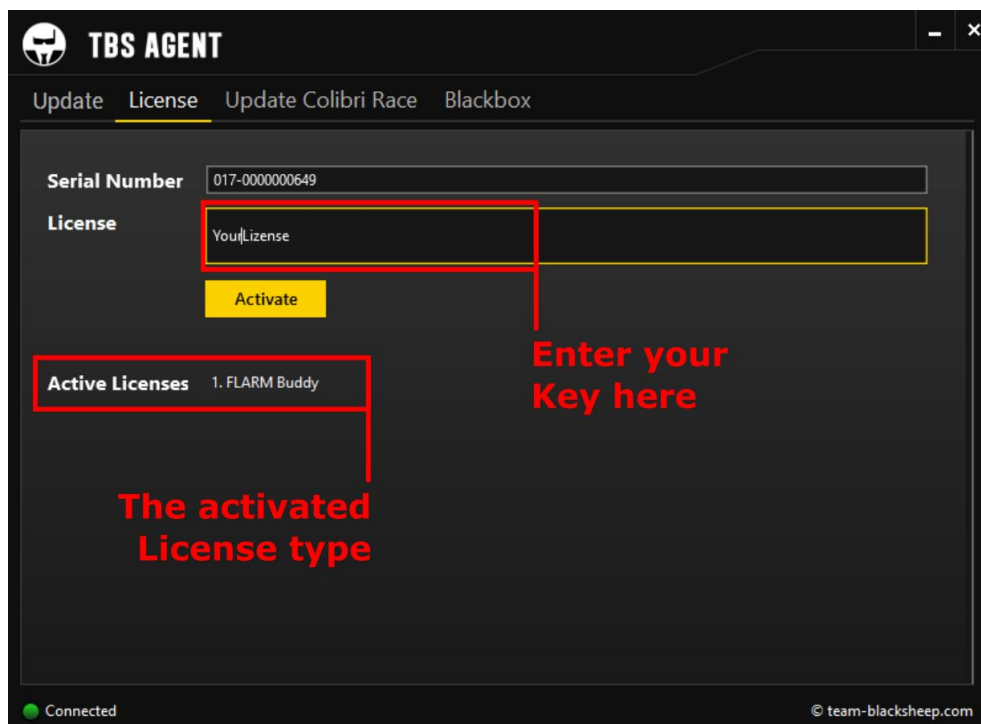 TBS AGENT
Update License Update Colibri Race Blackbox
Serial Number 017-0000000649
License YourLizense
Activate
Enter your
Key here
Active Licenses 1. FLARM Buddy
The activated
License type
Connected © team-blacksheep.com